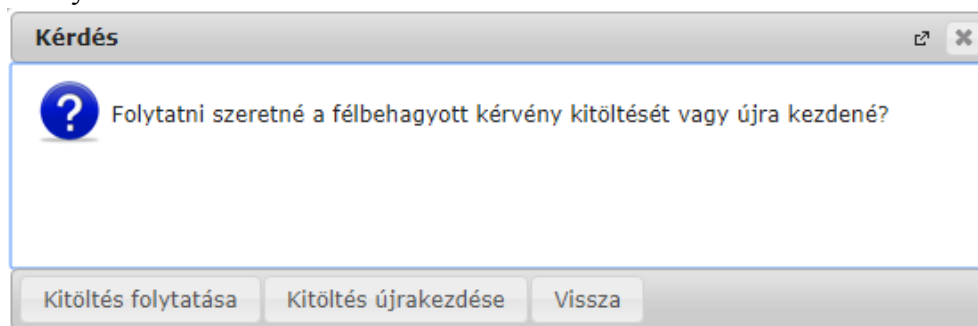 Kérdés
Folytatni szeretné a félbehagyott kérvény kitöltését vagy újra kezdené?
Kitöltés folytatása Kitöltés újrakezdése Vissza